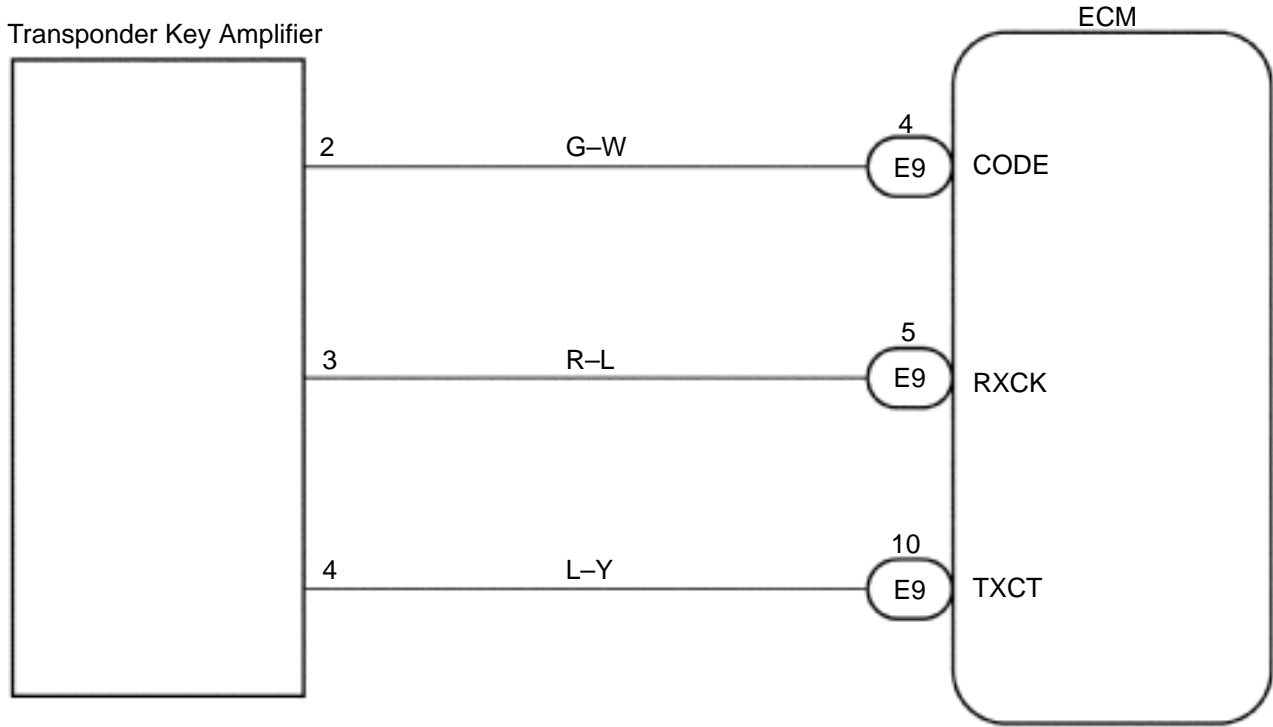 ECM
Transponder Key Amplifier
2 G–W 4
E9 CODE
3 R–L 5
E9 RXCK
4 L–Y 10
E9 TXCT